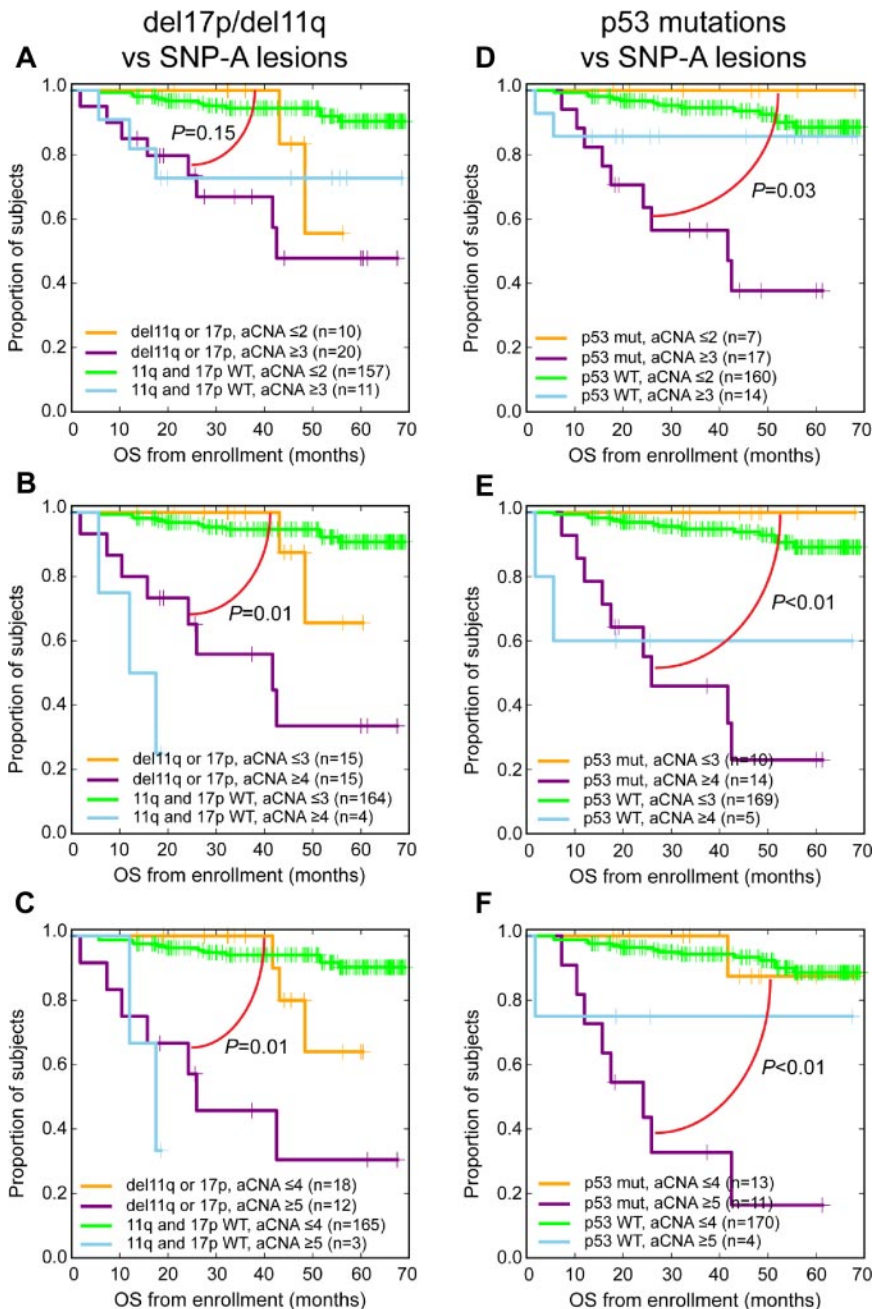 del17p/del11q
vs SNP-A lesions
p53 mutations
vs SNP-A lesions
A
Proportion of subjects
1.0
0.8
0.6
0.4
0.2
0.0
P=0.15
del11q or 17p, aCNA ≤2 (n=10)
del11q or 17p, aCNA ≥3 (n=20)
11q and 17p WT, aCNA ≤2 (n=157)
11q and 17p WT, aCNA ≥3 (n=11)
0 10 20 30 40 50 60 70
OS from enrollment (months)
D
Proportion of subjects
1.0
0.8
0.6
0.4
0.2
0.0
P=0.03
p53 mut, aCNA ≤2 (n=7)
p53 mut, aCNA ≥3 (n=17)
p53 WT, aCNA ≤2 (n=160)
p53 WT, aCNA ≥3 (n=14)
0 10 20 30 40 50 60 70
OS from enrollment (months)
B
Proportion of subjects
1.0
0.8
0.6
0.4
0.2
0.0
P=0.01
del11q or 17p, aCNA ≤3 (n=15)
del11q or 17p, aCNA ≥4 (n=15)
11q and 17p WT, aCNA ≤3 (n=164)
11q and 17p WT, aCNA ≥4 (n=4)
0 10 20 30 40 50 60 70
OS from enrollment (months)
E
Proportion of subjects
1.0
0.8
0.6
0.4
0.2
0.0
P<0.01
p53 mut, aCNA ≤3 (n=10)
p53 mut, aCNA ≥4 (n=14)
p53 WT, aCNA ≤3 (n=169)
p53 WT, aCNA ≥4 (n=5)
0 10 20 30 40 50 60 70
OS from enrollment (months)
C
Proportion of subjects
1.0
0.8
0.6
0.4
0.2
0.0
P=0.01
del11q or 17p, aCNA ≤4 (n=18)
del11q or 17p, aCNA ≥5 (n=12)
11q and 17p WT, aCNA ≤4 (n=165)
11q and 17p WT, aCNA ≥5 (n=3)
0 10 20 30 40 50 60 70
OS from enrollment (months)
F
Proportion of subjects
1.0
0.8
0.6
0.4
0.2
0.0
P<0.01
p53 mut, aCNA ≤4 (n=13)
p53 mut, aCNA ≥5 (n=11)
p53 WT, aCNA ≤4 (n=170)
p53 WT, aCNA ≥5 (n=4)
0 10 20 30 40 50 60 70
OS from enrollment (months)